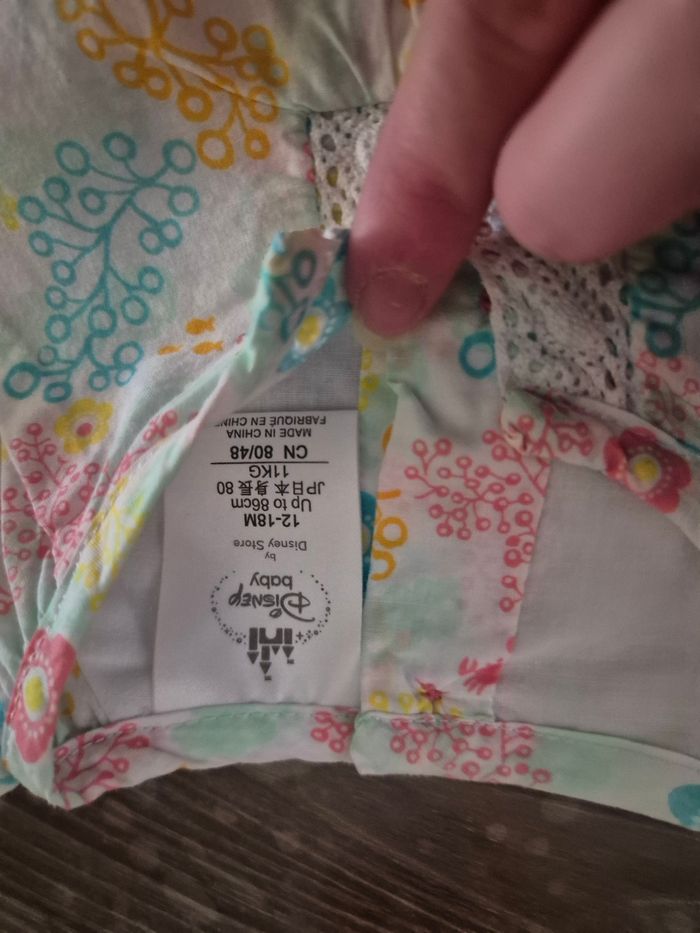 Disney
baby
by
Disney Store
12-18M
Up to 86cm
JP日本 身長 80
11KG
CN 80/48
MADE IN CHINA
FABRIQUÉ EN CHINE